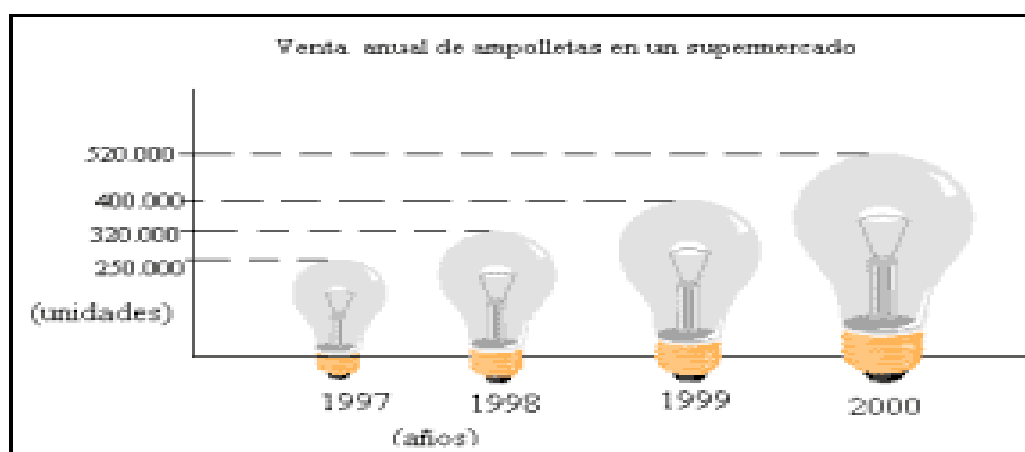 Venta anual de ampolletas en un supermercado
520.000
400.000
320.000
250.000
(unidades)
1997 1998 1999 2000
(años)